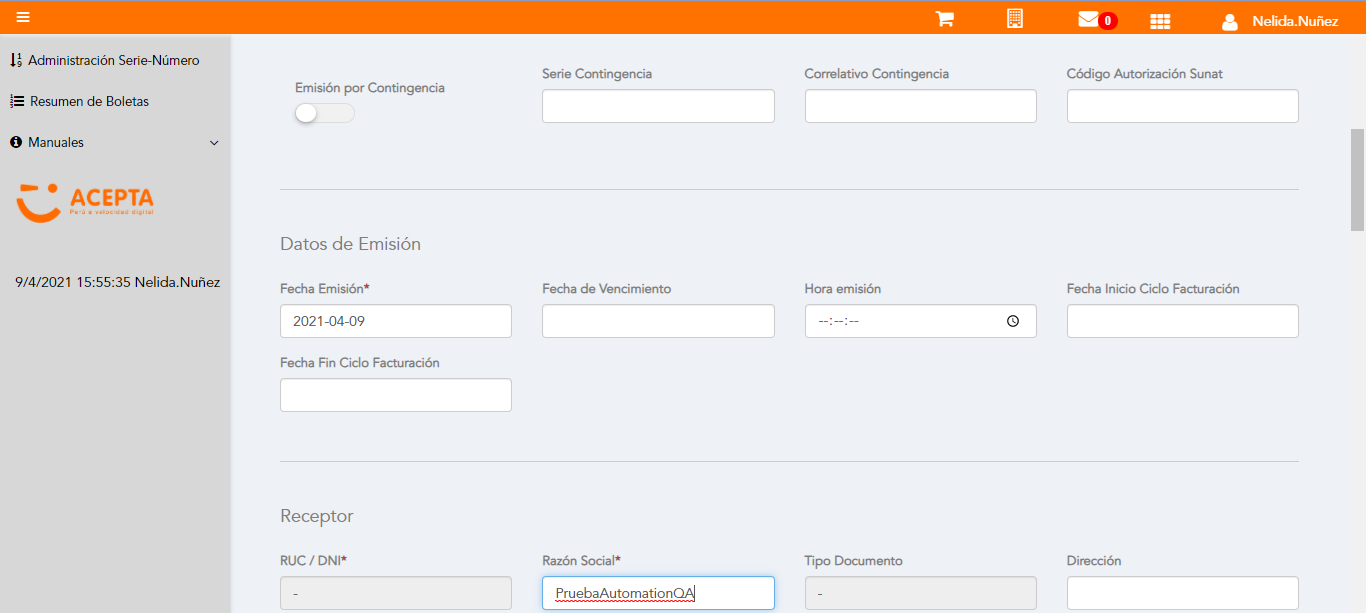 0
Nelida.Nuñez
Administración Serie-Número
Resumen de Boletas
Manuales
ACEPTA
Perú a velocidad digital
9/4/2021 15:55:35 Nelida.Nuñez
Emisión por Contingencia
Serie Contingencia
Correlativo Contingencia
Código Autorización Sunat
Datos de Emisión
Fecha Emisión*
Fecha de Vencimiento
Hora emisión
Fecha Inicio Ciclo Facturación
2021-04-09
--:--:--
Fecha Fin Ciclo Facturación
Receptor
RUC / DNI*
Razón Social*
Tipo Documento
Dirección
-
PruebaAutomationQA
-